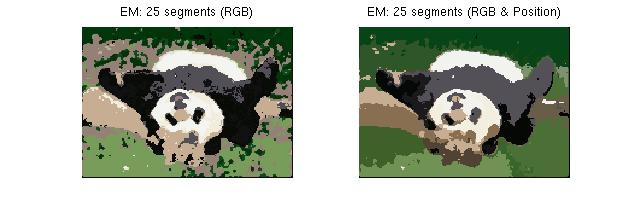 EM: 25 segments (RGB)
EM: 25 segments (RGB & Position)